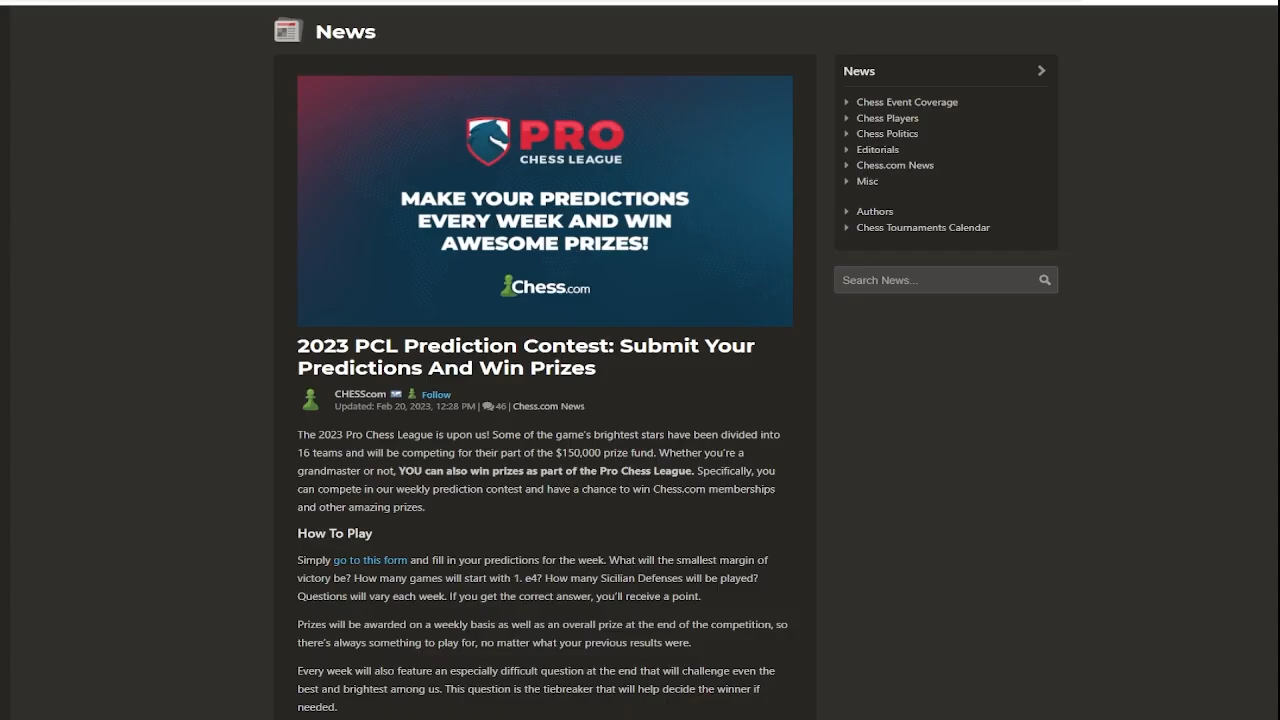 News
PRO
CHESS LEAGUE
MAKE YOUR PREDICTIONS
EVERY WEEK AND WIN
AWESOME PRIZES!
Chess.com
2023 PCL Prediction Contest: Submit Your
Predictions And Win Prizes
CHESScom Follow
Updated: Feb 20, 2023, 12:28 PM | 46 | Chess.com News
The 2023 Pro Chess League is upon us! Some of the game's brightest stars have been divided into
16 teams and will be competing for their part of the $150,000 prize fund. Whether you're a
grandmaster or not, YOU can also win prizes as part of the Pro Chess League. Specifically, you
can compete in our weekly prediction contest and have a chance to win Chess.com memberships
and other amazing prizes.
How To Play
Simply go to this form and fill in your predictions for the week. What will the smallest margin of
victory be? How many games will start with 1. e4? How many Sicilian Defenses will be played?
Questions will vary each week. If you get the correct answer, you'll receive a point.
Prizes will be awarded on a weekly basis as well as an overall prize at the end of the competition, so
there's always something to play for, no matter what your previous results were.
Every week will also feature an especially difficult question at the end that will challenge even the
best and brightest among us. This question is the tiebreaker that will help decide the winner if
needed.
News
Chess Event Coverage
Chess Players
Chess Politics
Editorials
Chess.com News
Misc
Authors
Chess Tournaments Calendar
Search News...